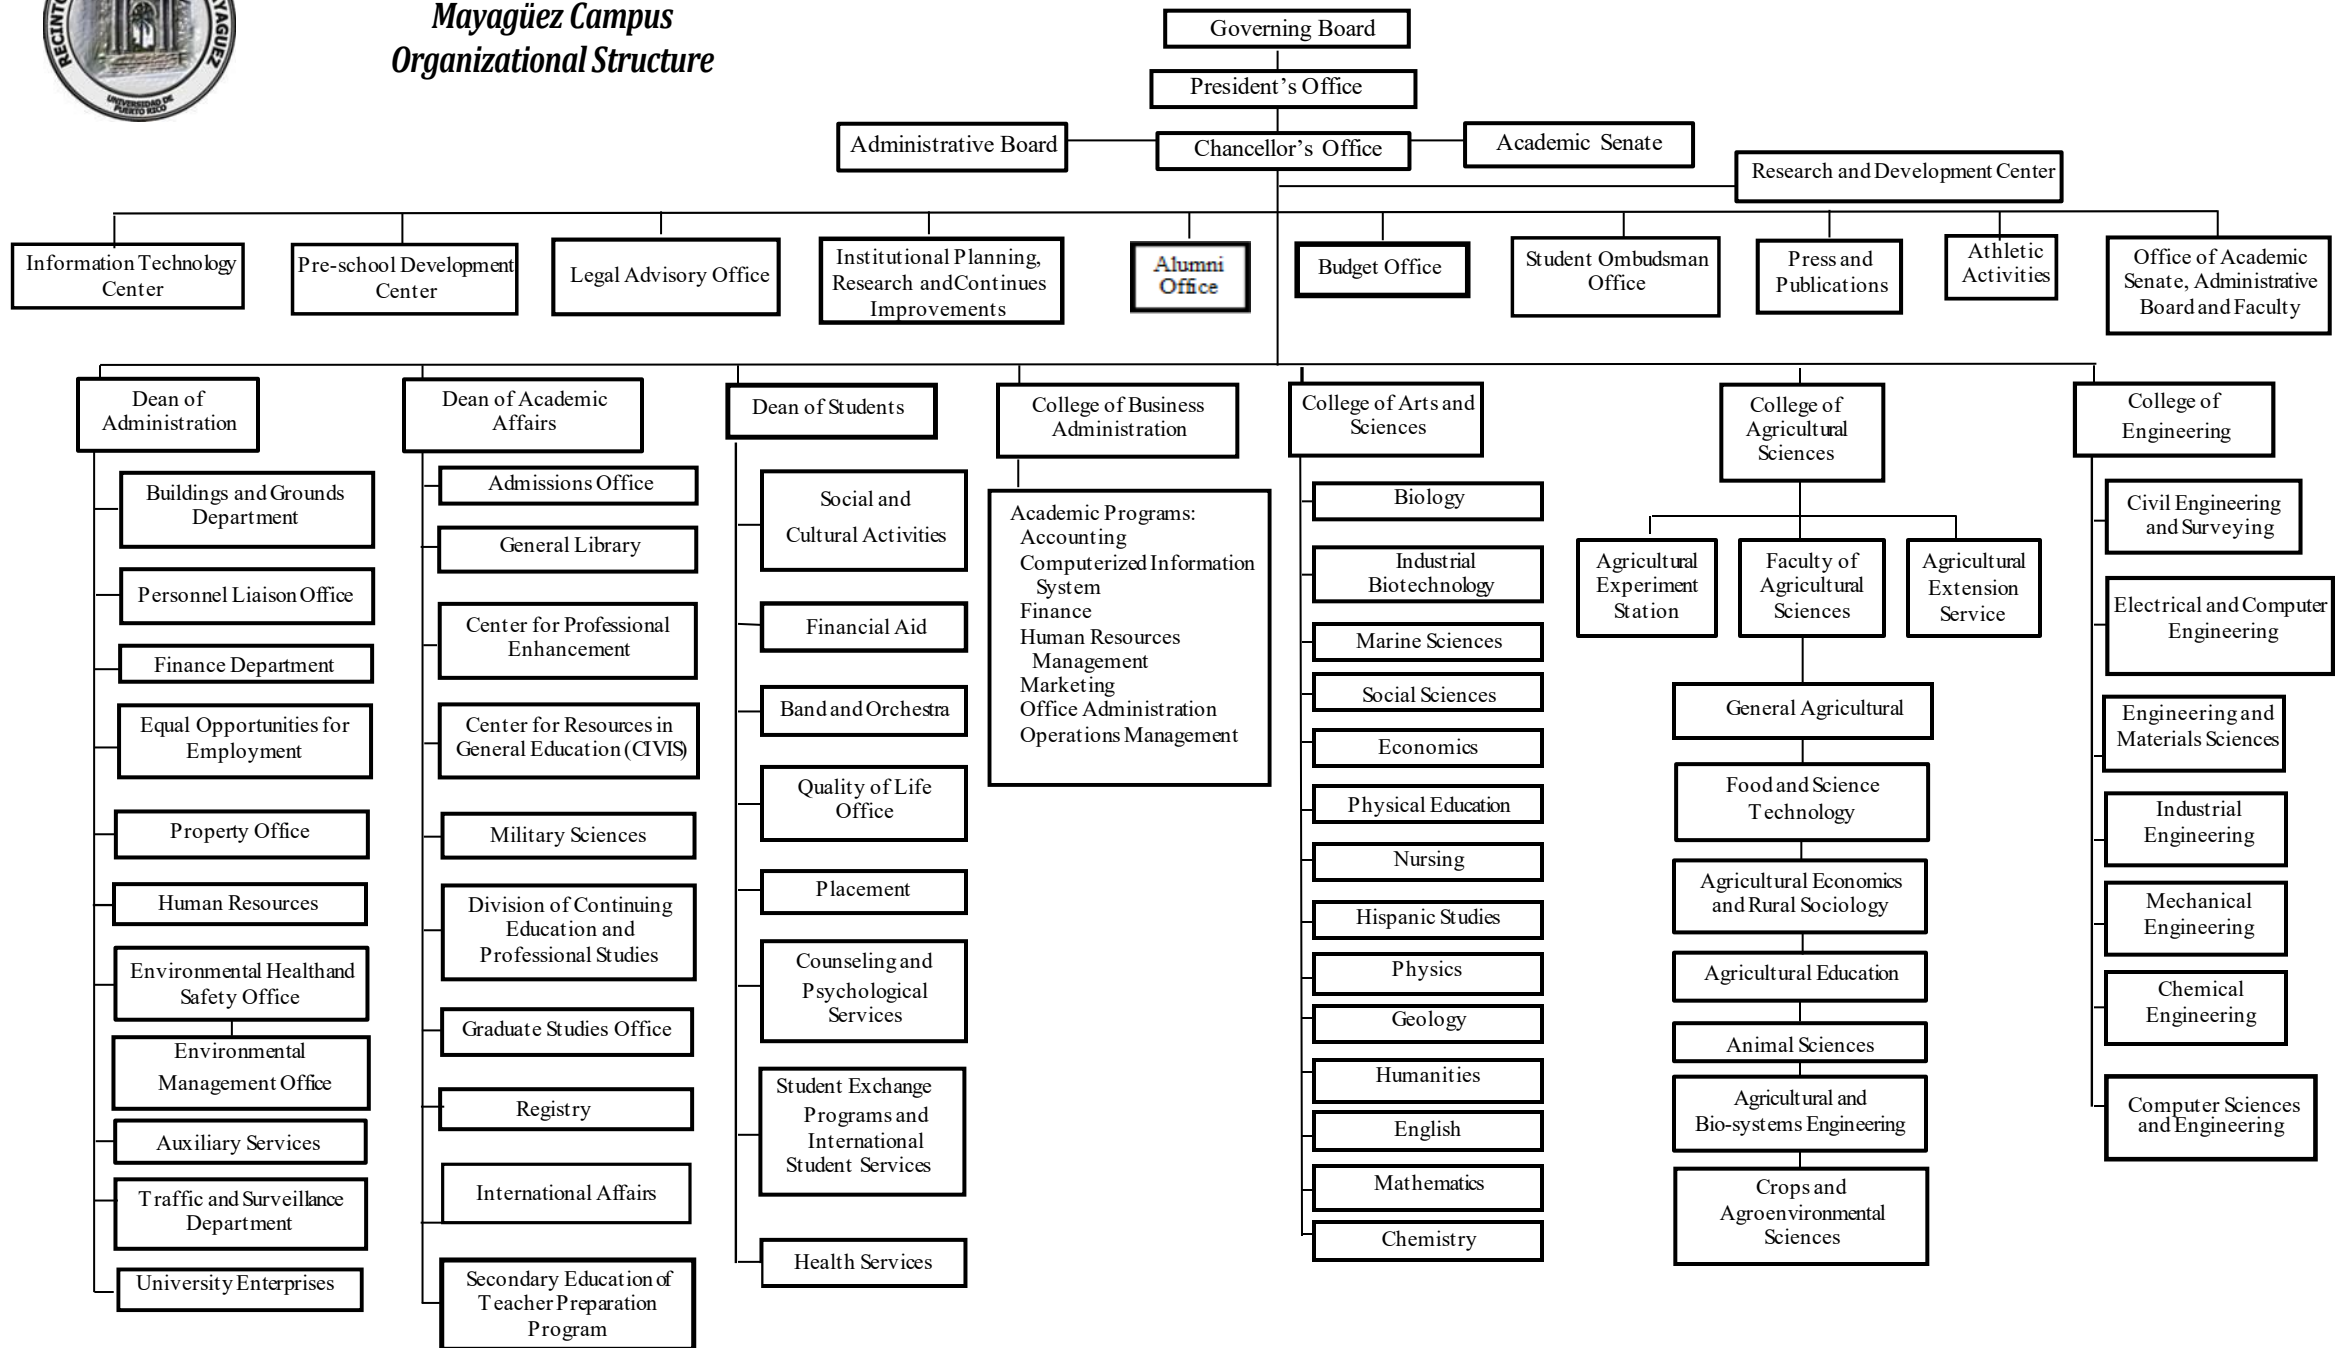 RECINTO
AYAGUEZ
UNIVERSIDAD DE
PUERTO RICO
Mayagüez Campus
Organizational Structure
Governing Board
President’s Office
Administrative Board
Chancellor’s Office
Academic Senate
Research and Development Center
Information Technology
Center
Pre-school Development
Center
Legal Advisory Office
Institutional Planning,
Research and Continues
Improvements
Alumni
Office
Budget Office
Student Ombudsman
Office
Press and
Publications
Athletic
Activities
Office of Academic
Senate, Administrative
Board and Faculty
Dean of
Administration
Buildings and Grounds
Department
Personnel Liaison Office
Finance Department
Equal Opportunities for
Employment
Property Office
Human Resources
Environmental Health and
Safety Office
Environmental
Management Office
Auxiliary Services
Traffic and Surveillance
Department
University Enterprises
Dean of Academic
Affairs
Admissions Office
General Library
Center for Professional
Enhancement
Center for Resources in
General Education (CIVIS)
Military Sciences
Division of Continuing
Education and
Professional Studies
Graduate Studies Office
Registry
International Affairs
Secondary Education of
Teacher Preparation
Program
Dean of Students
Social and
Cultural Activities
Financial Aid
Band and Orchestra
Quality of Life
Office
Placement
Counseling and
Psychological
Services
Student Exchange
Programs and
International
Student Services
Health Services
College of Business
Administration
Academic Programs:
Accounting
Computerized Information
System
Finance
Human Resources
Management
Marketing
Office Administration
Operations Management
College of Arts and
Sciences
Biology
Industrial
Biotechnology
Marine Sciences
Social Sciences
Economics
Physical Education
Nursing
Hispanic Studies
Physics
Geology
Humanities
English
Mathematics
Chemistry
College of
Agricultural
Sciences
Agricultural
Experiment
Station
Faculty of
Agricultural
Sciences
Agricultural
Extension
Service
General Agricultural
Food and Science
Technology
Agricultural Economics
and Rural Sociology
Agricultural Education
Animal Sciences
Agricultural and
Bio-systems Engineering
Crops and
Agroenvironmental
Sciences
College of
Engineering
Civil Engineering
and Surveying
Electrical and Computer
Engineering
Engineering and
Materials Sciences
Industrial
Engineering
Mechanical
Engineering
Chemical
Engineering
Computer Sciences
and Engineering